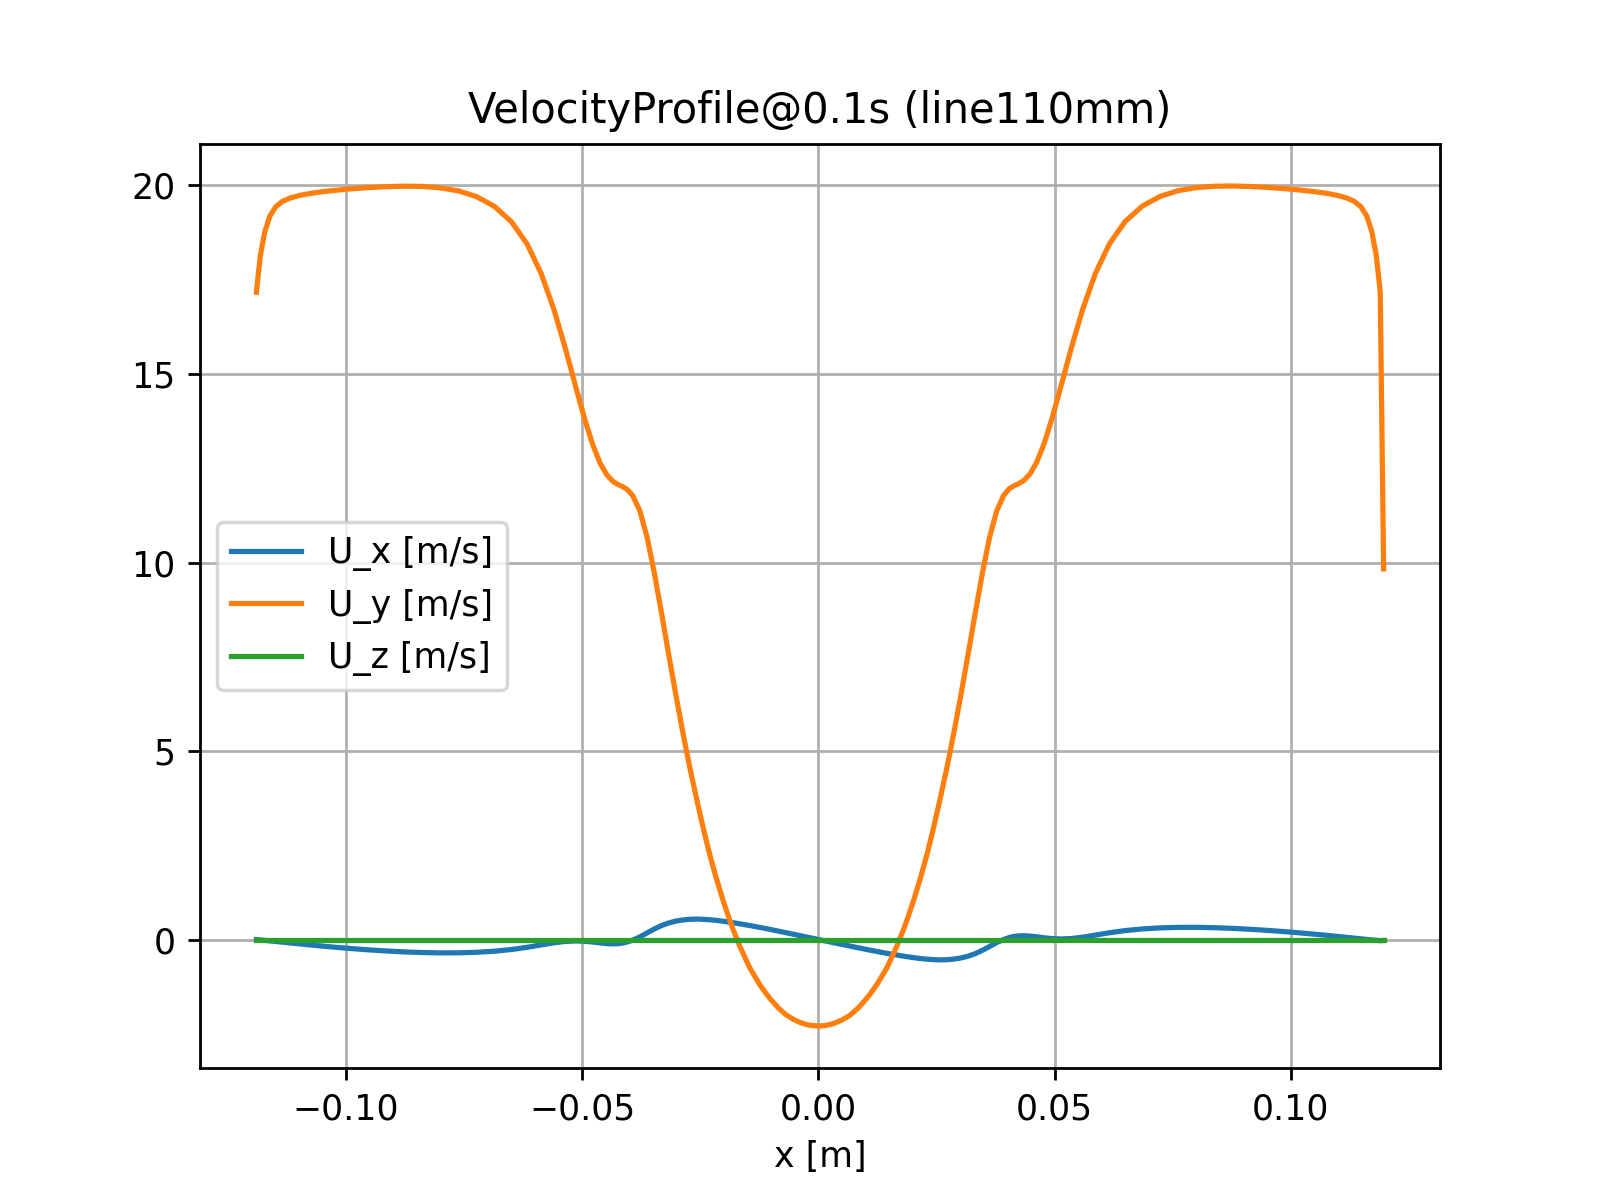 VelocityProfile@0.1s (line110mm)
20
15
10
5
0
U_x [m/s]
U_y [m/s]
U_z [m/s]
−0.10
−0.05
0.00
0.05
0.10
x [m]